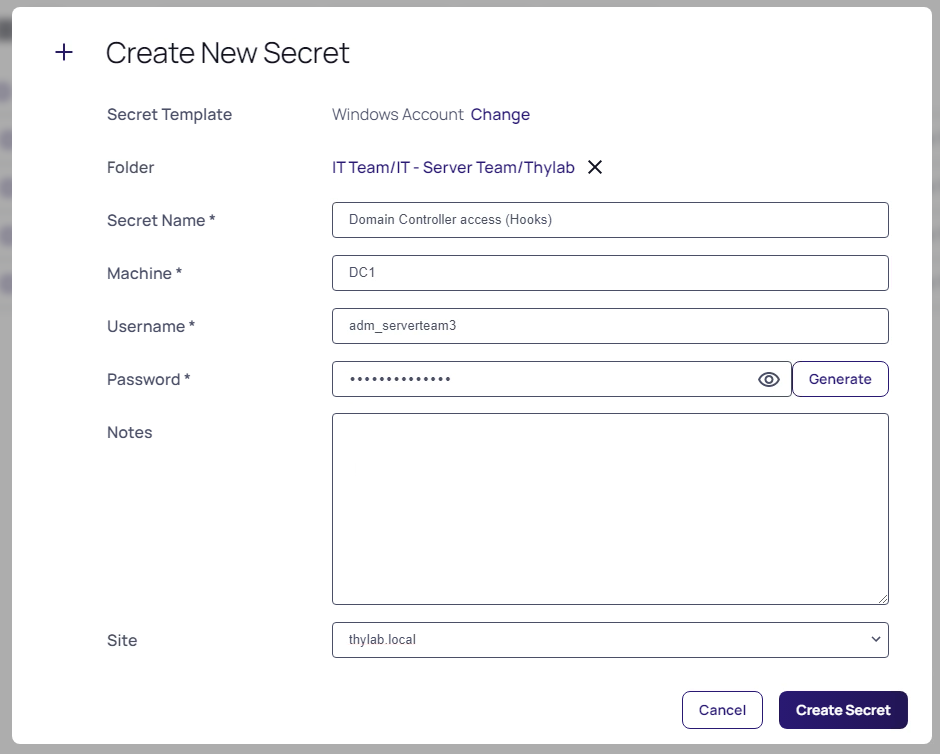 Create New Secret
Secret Template Windows Account Change
Folder IT Team/IT - Server Team/Thylab
Secret Name * Domain Controller access (Hooks)
Machine * DC1
Username * adm_serverteam3
Password * •••••••••••••• Generate
Notes
Site thylab.local
Cancel Create Secret